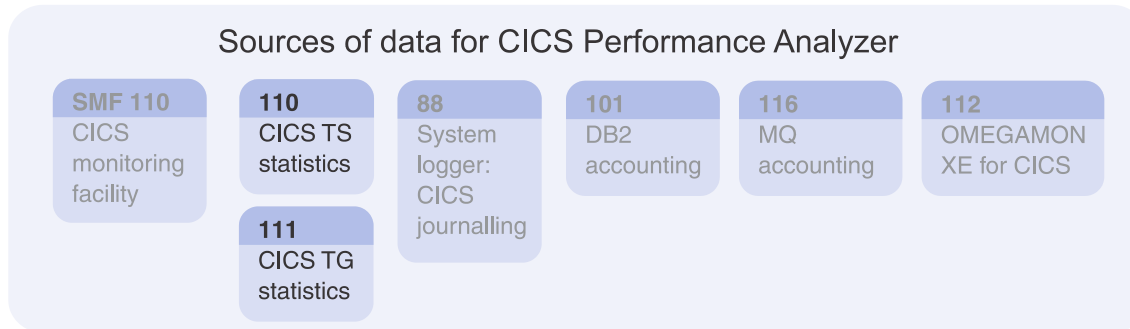 Sources of data for CICS Performance Analyzer
SMF 110
CICS
monitoring
facility
110
CICS TS
statistics
111
CICS TG
statistics
88
System
logger:
CICS
journalling
101
DB2
accounting
116
MQ
accounting
112
OMEGAMON
XE for CICS